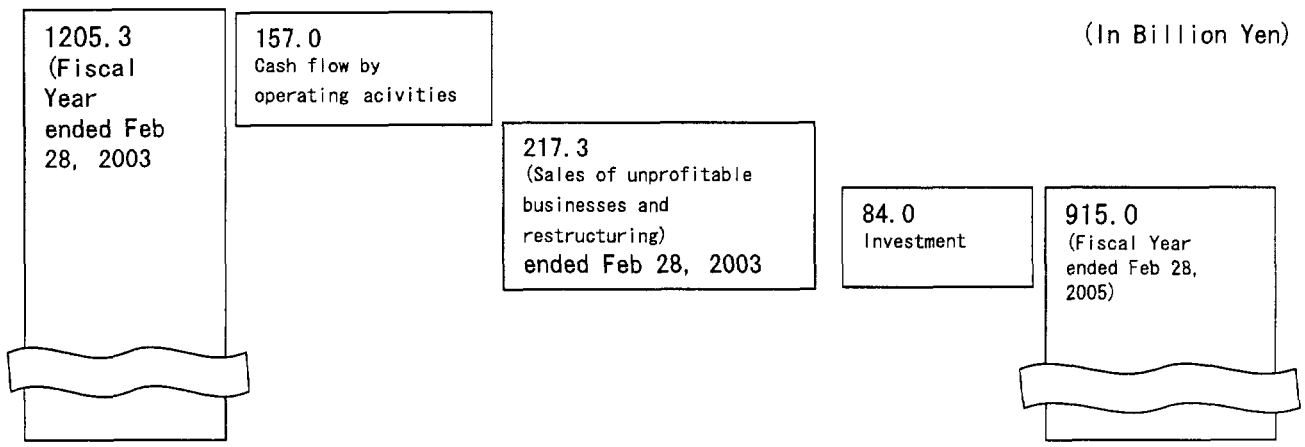 (In Billion Yen)
1205.3
(Fiscal
Year
ended Feb
28, 2003
157.0
Cash flow by
operating acivities
217.3
(Sales of unprofitable
businesses and
restructuring)
ended Feb 28, 2003
84.0
Investment
915.0
(Fiscal Year
ended Feb 28,
2005)